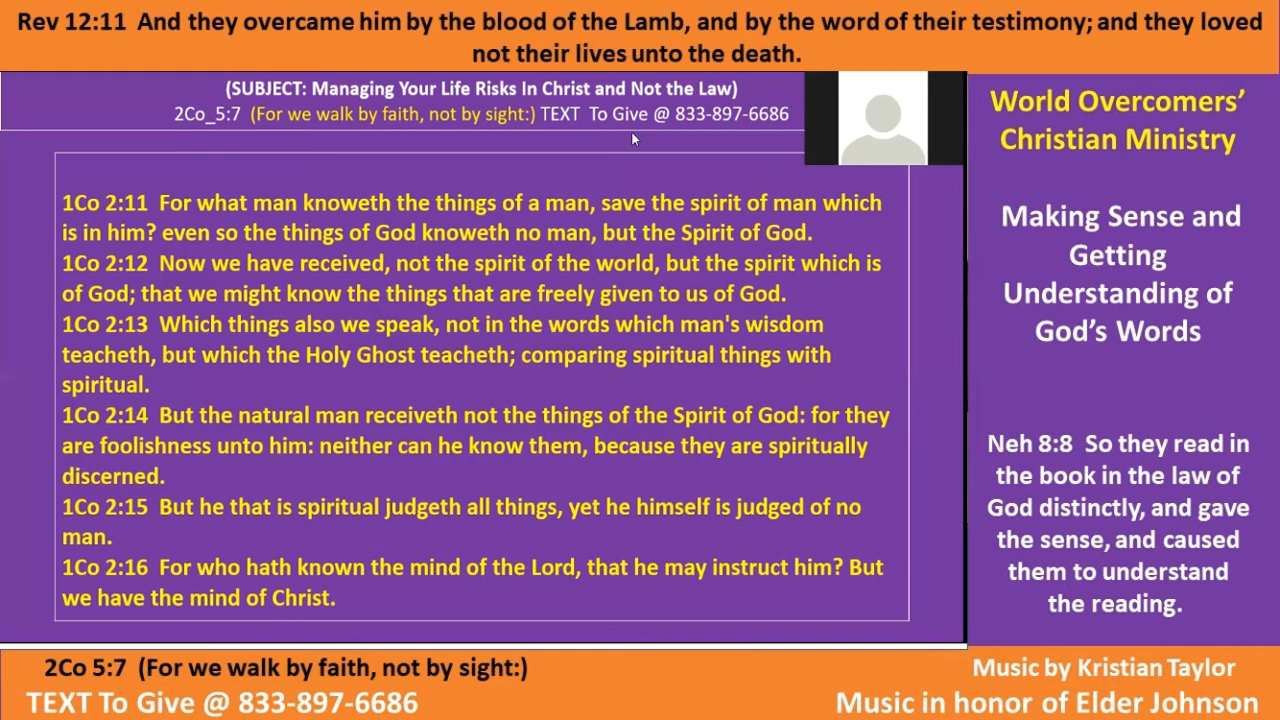 Rev 12:11  And they overcame him by the blood of the Lamb, and by the word of their testimony; and they loved
not their lives unto the death.
(SUBJECT: Managing Your Life Risks In Christ and Not the Law)
2Co_5:7  (For we walk by faith, not by sight:) TEXT  To Give @ 833-897-6686
1Co 2:11  For what man knoweth the things of a man, save the spirit of man which
is in him? even so the things of God knoweth no man, but the Spirit of God.
1Co 2:12  Now we have received, not the spirit of the world, but the spirit which is
of God; that we might know the things that are freely given to us of God.
1Co 2:13  Which things also we speak, not in the words which man's wisdom
teacheth, but which the Holy Ghost teacheth; comparing spiritual things with
spiritual.
1Co 2:14  But the natural man receiveth not the things of the Spirit of God: for they
are foolishness unto him: neither can he know them, because they are spiritually
discerned.
1Co 2:15  But he that is spiritual judgeth all things, yet he himself is judged of no
man.
1Co 2:16  For who hath known the mind of the Lord, that he may instruct him? But
we have the mind of Christ.
World Overcomers’
Christian Ministry
Making Sense and
Getting
Understanding of
God’s Words
Neh 8:8  So they read in
the book in the law of
God distinctly, and gave
the sense, and caused
them to understand
the reading.
2Co 5:7  (For we walk by faith, not by sight:)
TEXT To Give @ 833-897-6686
Music by Kristian Taylor
Music in honor of Elder Johnson